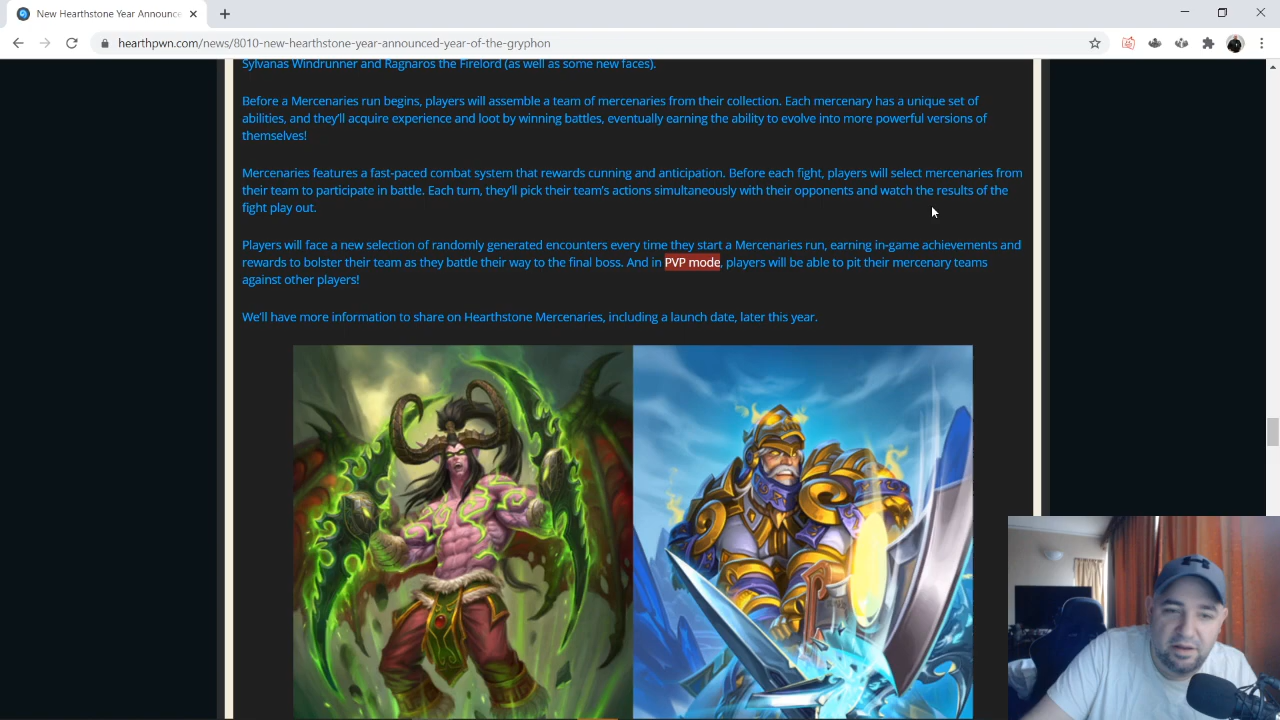 New Hearthstone Year Announce
hearthpwn.com/news/8010-new-hearthstone-year-announced-year-of-the-gryphon
Sylvanas Windrunner and Ragnaros the Firelord (as well as some new faces).
Before a Mercenaries run begins, players will assemble a team of mercenaries from their collection. Each mercenary has a unique set of
abilities, and they'll acquire experience and loot by winning battles, eventually earning the ability to evolve into more powerful versions of
themselves!
Mercenaries features a fast-paced combat system that rewards cunning and anticipation. Before each fight, players will select mercenaries from
their team to participate in battle. Each turn, they'll pick their team's actions simultaneously with their opponents and watch the results of the
fight play out.
Players will face a new selection of randomly generated encounters every time they start a Mercenaries run, earning in-game achievements and
rewards to bolster their team as they battle their way to the final boss. And in PVP mode, players will be able to pit their mercenary teams
against other players!
We'll have more information to share on Hearthstone Mercenaries, including a launch date, later this year.